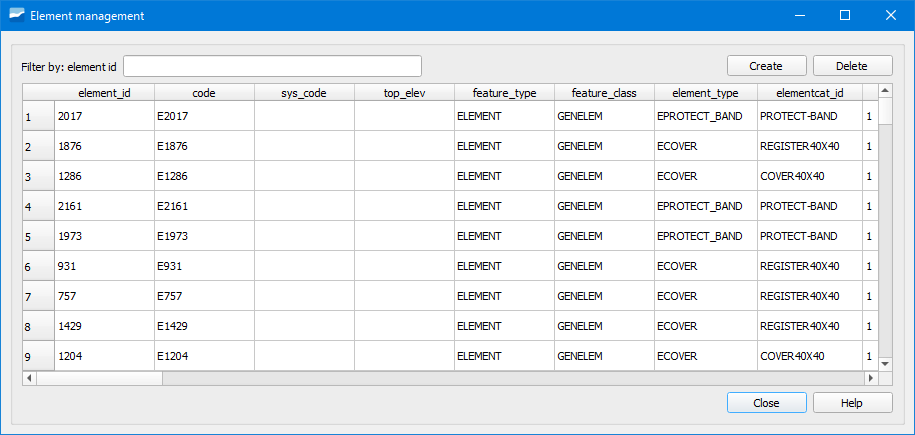 Element management
Filter by: element id Create Delete
element_id code sys_code top_elev feature_type feature_class element_type elementcat_id
1 2017 E2017 ELEMENT GENELEM EPROTECT_BAND PROTECT-BAND 1
2 1876 E1876 ELEMENT GENELEM ECOVER REGISTER40X40 1
3 1286 E1286 ELEMENT GENELEM ECOVER COVER40X40 1
4 2161 E2161 ELEMENT GENELEM EPROTECT_BAND PROTECT-BAND 1
5 1973 E1973 ELEMENT GENELEM EPROTECT_BAND PROTECT-BAND 1
6 931 E931 ELEMENT GENELEM ECOVER REGISTER40X40 1
7 757 E757 ELEMENT GENELEM ECOVER REGISTER40X40 1
8 1429 E1429 ELEMENT GENELEM ECOVER REGISTER40X40 1
9 1204 E1204 ELEMENT GENELEM ECOVER COVER40X40 1
Close Help